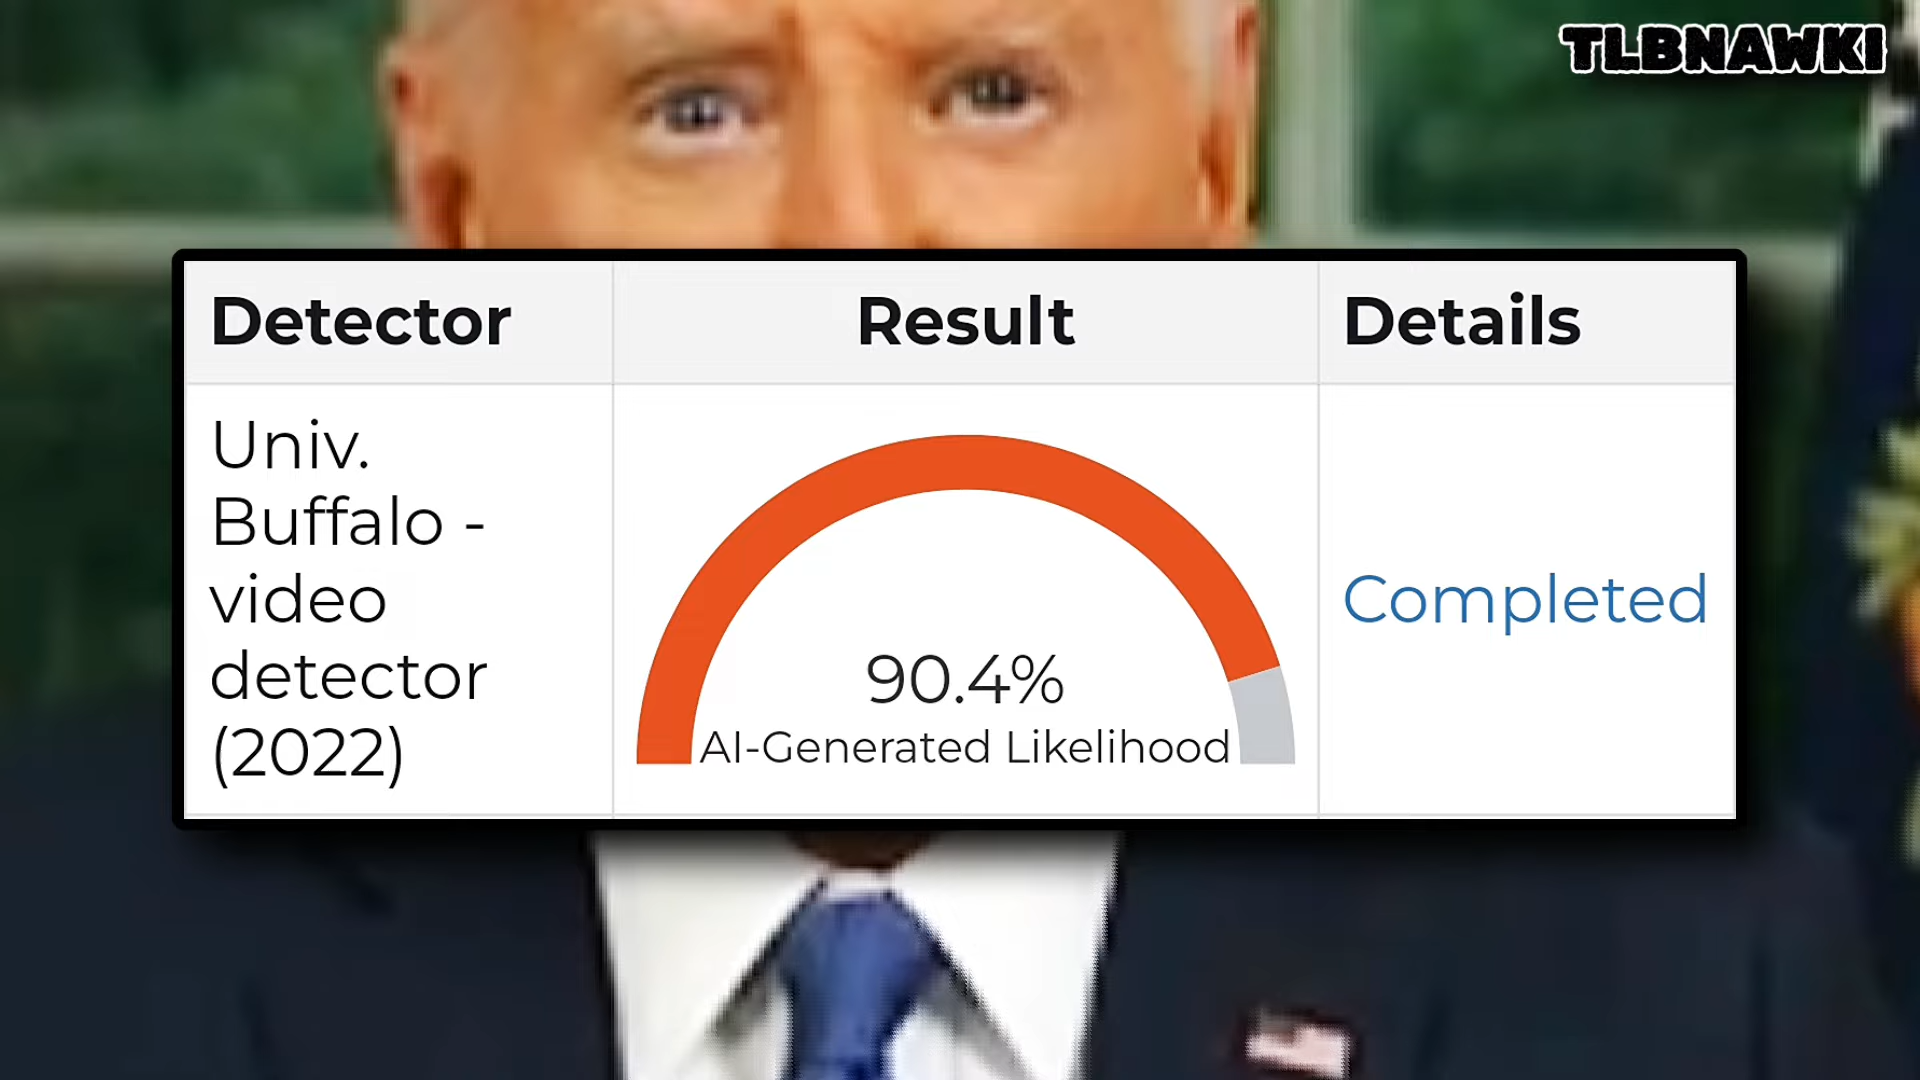 TLBNAWKI
Detector
Result
Details
Univ.
Buffalo -
video
detector
(2022)
90.4%
AI-Generated Likelihood
Completed